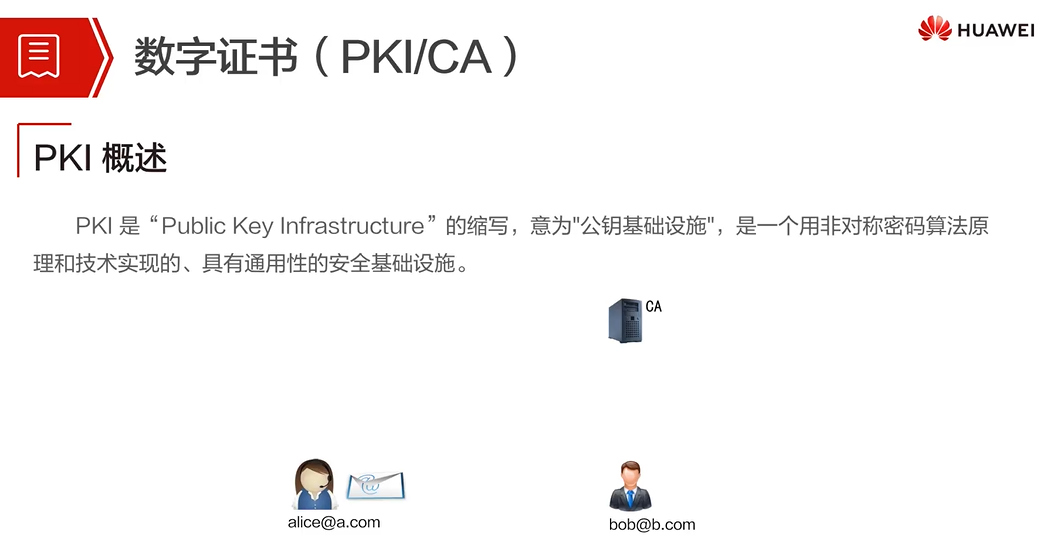 数字证书（PKI/CA）
HUAWEI
PKI 概述
PKI 是“Public Key Infrastructure”的缩写，意为"公钥基础设施"，是一个用非对称密码算法原
理和技术实现的、具有通用性的安全基础设施。
CA
alice@a.com
bob@b.com